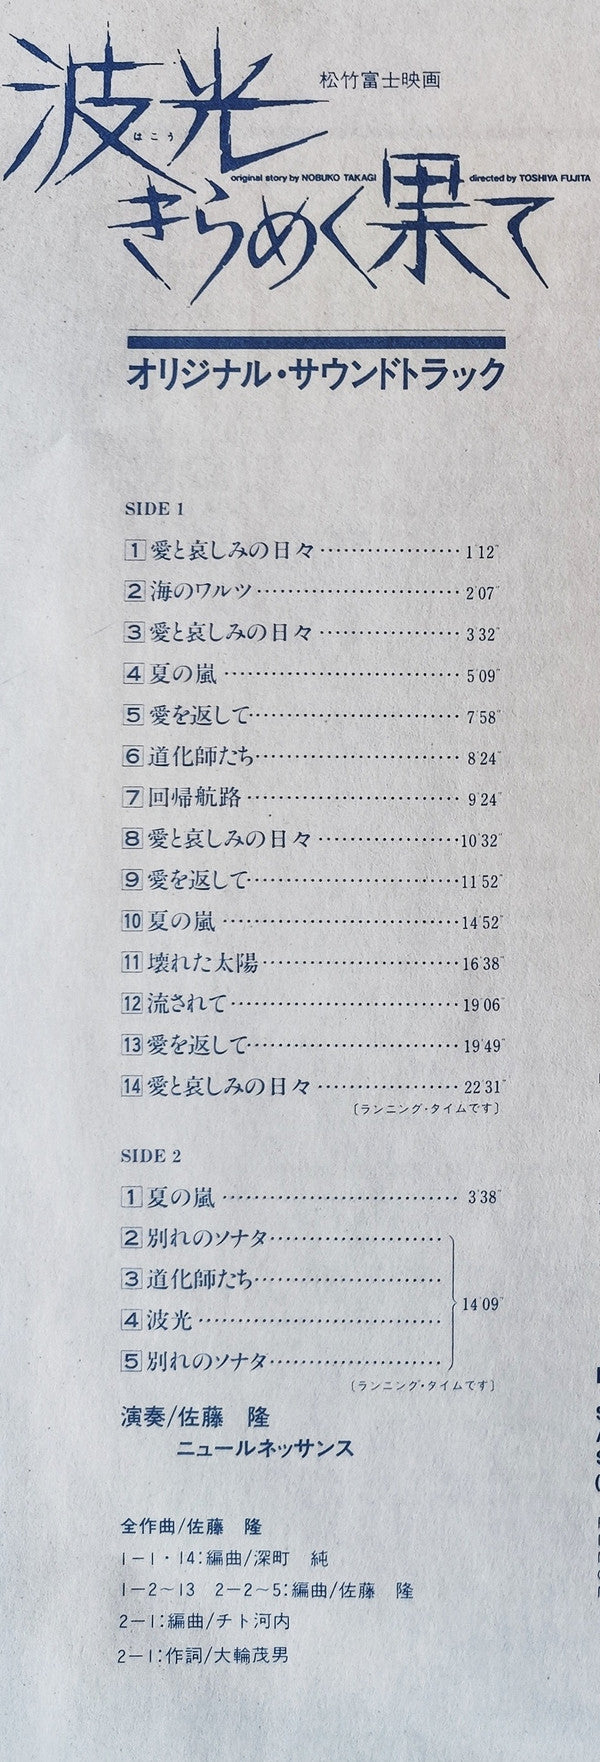 松竹富士映画
波光
はこう
きらめく果て
original story by NOBUKO TAKAGI
directed by TOSHIYA FUJITA
オリジナル・サウンドトラック
SIDE 1
1 愛と哀しみの日々 1'12"
2 海のワルツ 2'07"
3 愛と哀しみの日々 3'32"
4 夏の嵐 5'09"
5 愛を返して 7'58"
6 道化師たち 8'24"
7 回帰航路 9'24"
8 愛と哀しみの日々 10'32"
9 愛を返して 11'52"
10 夏の嵐 14'52"
11 壊れた太陽 16'38"
12 流されて 19'06"
13 愛を返して 19'49"
14 愛と哀しみの日々 22'31"
〔ランニング・タイムです〕
SIDE 2
1 夏の嵐 3'38"
2 別れのソナタ
3 道化師たち
4 波光
5 別れのソナタ
14'09"
〔ランニング・タイムです〕
演奏/佐藤 隆
ニュールネッサンス
全作曲/佐藤 隆
1-1・14:編曲/深町 純
1-2~13 2-2~5:編曲/佐藤 隆
2-1:編曲/チト河内
2-1:作詞/大輪茂男